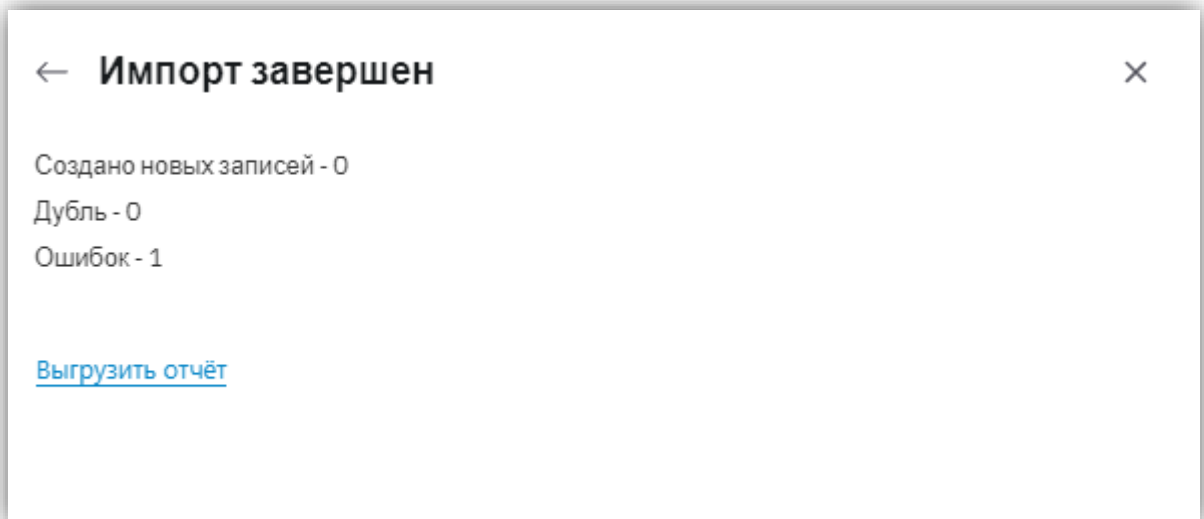 ← Импорт завершен ×
Создано новых записей - 0
Дубль - 0
Ошибок - 1
Выгрузить отчёт